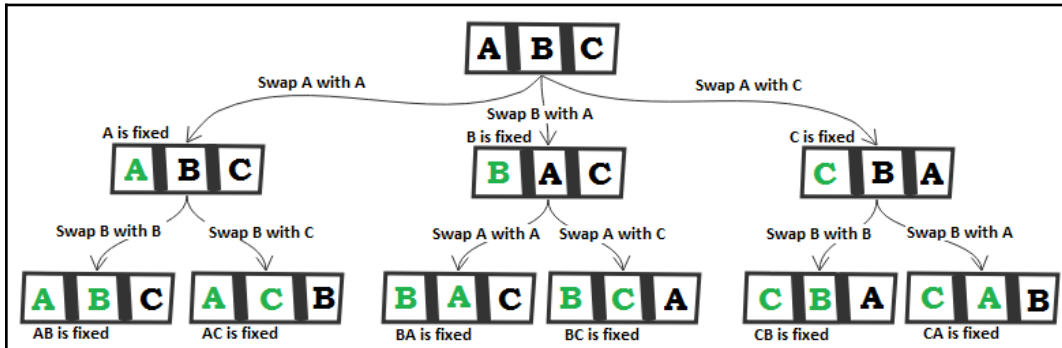 A B C
Swap A with A
Swap B with A
Swap A with C
A is fixed
B is fixed
C is fixed
A B C
B A C
C B A
Swap B with B
Swap B with C
Swap A with A
Swap A with C
Swap B with B
Swap B with A
A B C
A C B
B A C
B C A
C B A
C A B
AB is fixed
AC is fixed
BA is fixed
BC is fixed
CB is fixed
CA is fixed